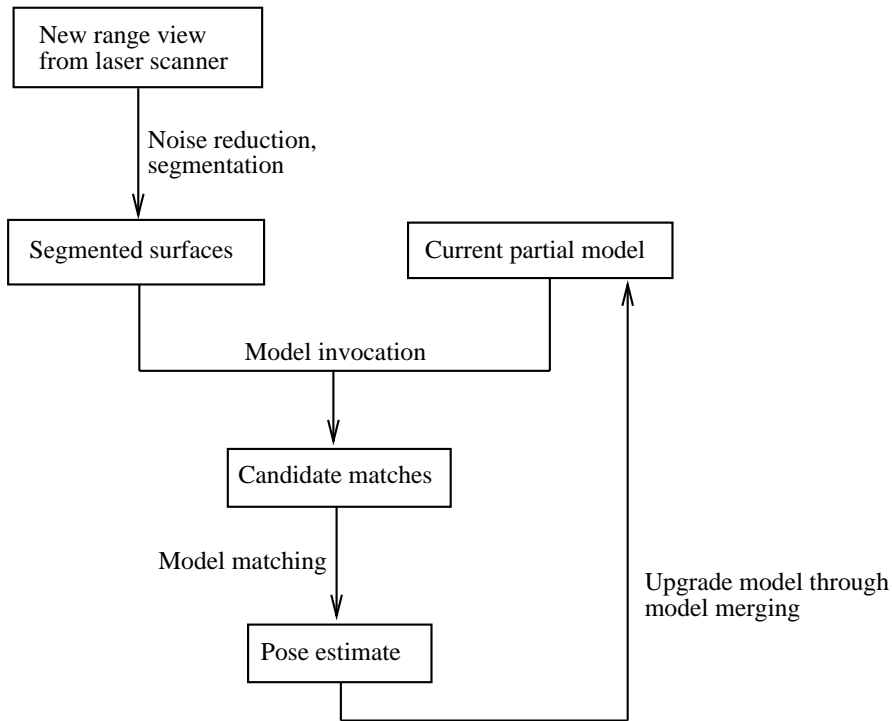 New range view
from laser scanner
Noise reduction,
segmentation
Segmented surfaces
Current partial model
Model invocation
Candidate matches
Model matching
Upgrade model through
model merging
Pose estimate